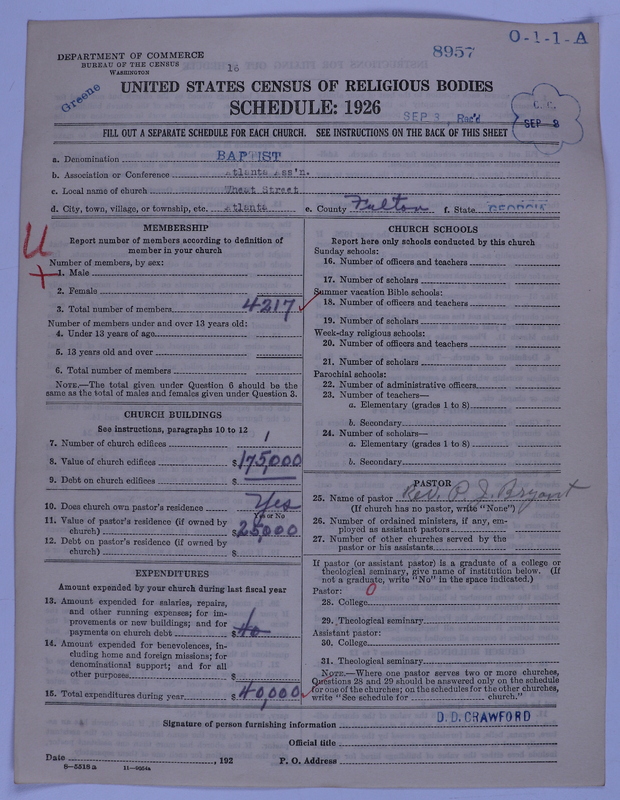 O-1-1-A
8957
DEPARTMENT OF COMMERCE
BUREAU OF THE CENSUS
WASHINGTON
16
Greene
UNITED STATES CENSUS OF RELIGIOUS BODIES
SCHEDULE: 1926
SEP 3, Rec'd
C. C.
SEP 3
FILL OUT A SEPARATE SCHEDULE FOR EACH CHURCH. SEE INSTRUCTIONS ON THE BACK OF THIS SHEET
a. Denomination BAPTIST
b. Association or Conference Atlanta Ass'n.
c. Local name of church Wheat Street
d. City, town, village, or township, etc. Atlanta e. County Fulton f. State GEORGIA
U
MEMBERSHIP
Report number of members according to definition of
member in your church
Number of members, by sex:
1. Male
2. Female
3. Total number of members 4217
Number of members under and over 13 years old:
4. Under 13 years of age
5. 13 years old and over
6. Total number of members
NOTE.—The total given under Question 6 should be the
same as the total of males and females given under Question 3.
CHURCH BUILDINGS
See instructions, paragraphs 10 to 12
7. Number of church edifices 1
8. Value of church edifices $175,000
9. Debt on church edifices $
10. Does church own pastor's residence Yes
Yes or No
11. Value of pastor's residence (if owned by
church) $25,000
12. Debt on pastor's residence (if owned by
church) $
EXPENDITURES
Amount expended by your church during last fiscal year
13. Amount expended for salaries, repairs,
and other running expenses; for im-
provements or new buildings; and for
payments on church debt $
14. Amount expended for benevolences, in-
cluding home and foreign missions; for
denominational support; and for all
other purposes $
15. Total expenditures during year $40,000
CHURCH SCHOOLS
Report here only schools conducted by this church
Sunday schools:
16. Number of officers and teachers
17. Number of scholars
Summer vacation Bible schools:
18. Number of officers and teachers
19. Number of scholars
Week-day religious schools:
20. Number of officers and teachers
21. Number of scholars
Parochial schools:
22. Number of administrative officers
23. Number of teachers—
a. Elementary (grades 1 to 8)
b. Secondary
24. Number of scholars—
a. Elementary (grades 1 to 8)
b. Secondary
PASTOR
25. Name of pastor Rev. P. J. Bryant
(If church has no pastor, write "None")
26. Number of ordained ministers, if any, em-
ployed as assistant pastors
27. Number of other churches served by the
pastor or his assistants
If pastor (or assistant pastor) is a graduate of a college or
theological seminary, give name of institution below. (If
not a graduate, write "No" in the space indicated.)
Pastor: 0
28. College
29. Theological seminary
Assistant pastor:
30. College
31. Theological seminary
NOTE.—Where one pastor serves two or more churches,
Questions 28 and 29 should be answered only on the schedule
for one of the churches; on the schedules for the other churches,
write "See schedule for church."
Signature of person furnishing information D. D. CRAWFORD
Official title
Date , 192 P. O. Address
8-5518a 11-9554a